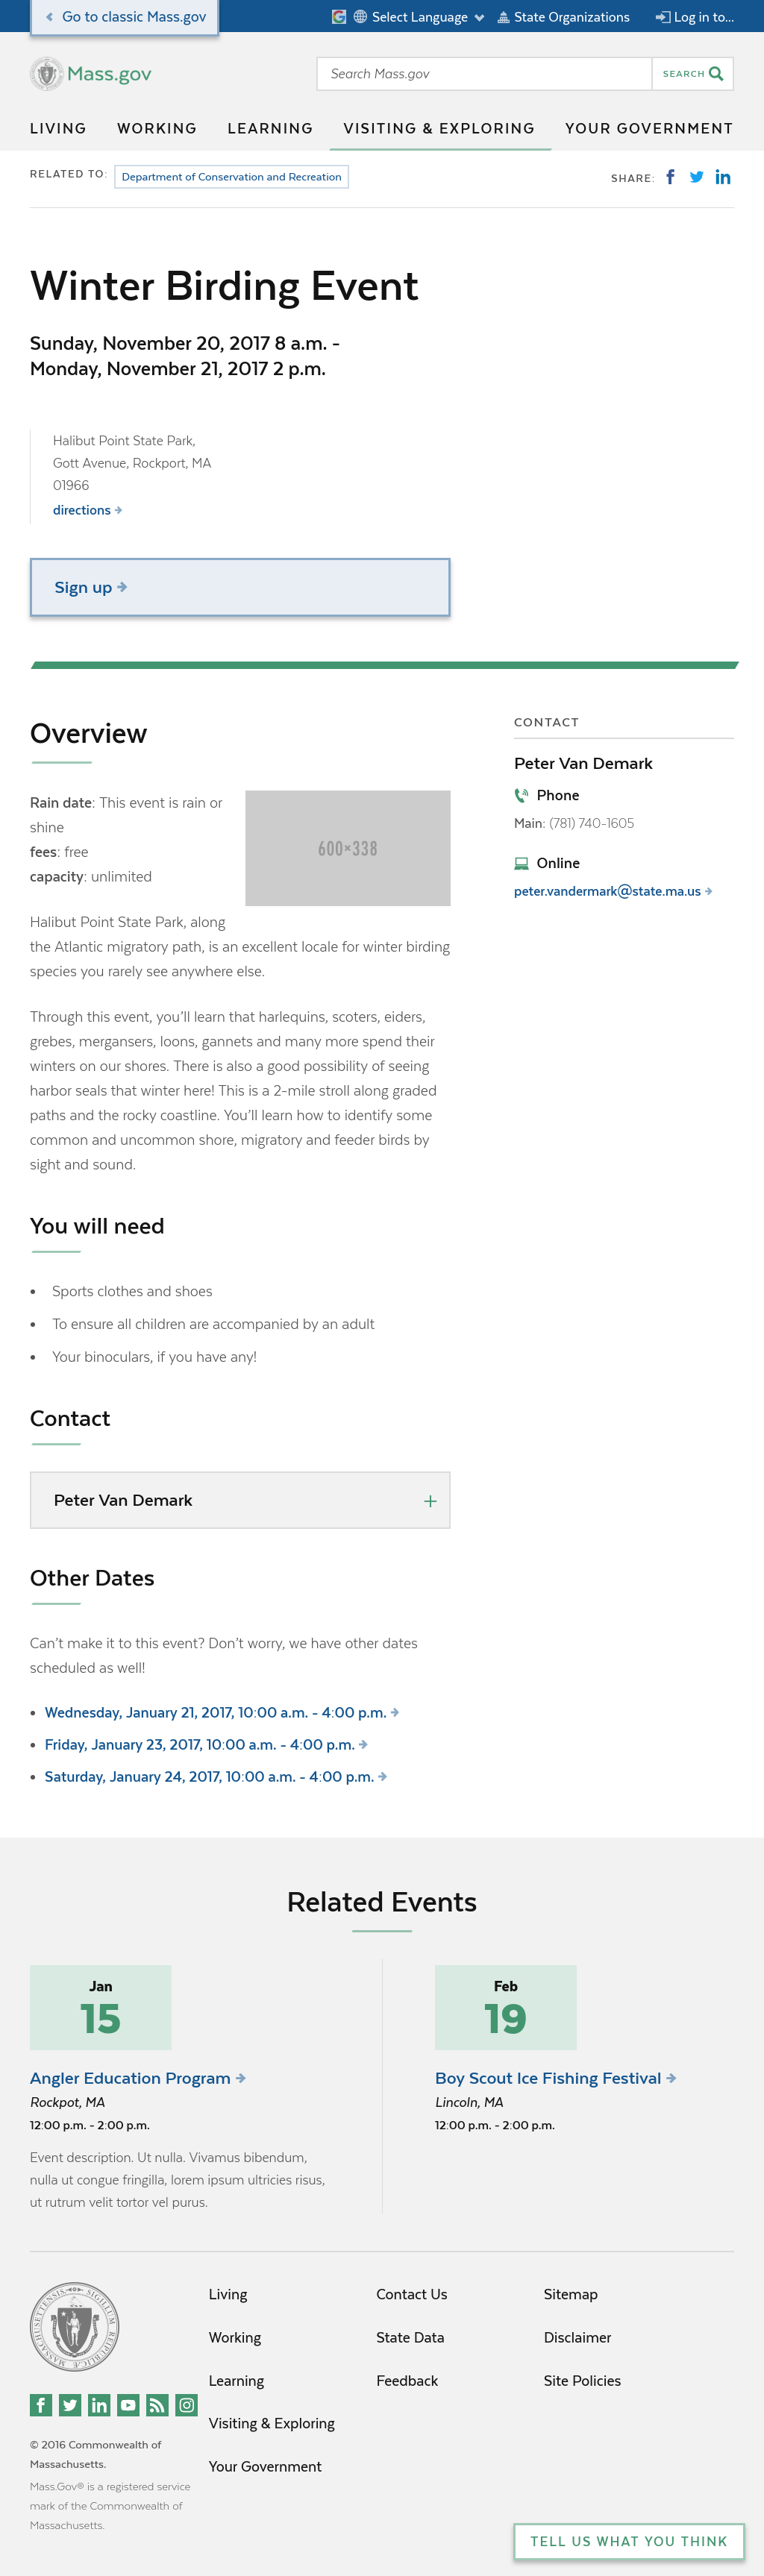 Go to classic Mass.gov
Select Language
State Organizations
Log in to...
Mass.gov
Search Mass.gov
SEARCH
LIVING
WORKING
LEARNING
VISITING & EXPLORING
YOUR GOVERNMENT
RELATED TO:
Department of Conservation and Recreation
SHARE:
Winter Birding Event
Sunday, November 20, 2017 8 a.m. -
Monday, November 21, 2017 2 p.m.
Halibut Point State Park,
Gott Avenue, Rockport, MA
01966
directions
Sign up
Overview
Rain date: This event is rain or
shine
fees: free
capacity: unlimited
600×338
Halibut Point State Park, along
the Atlantic migratory path, is an excellent locale for winter birding
species you rarely see anywhere else.
Through this event, you'll learn that harlequins, scoters, eiders,
grebes, mergansers, loons, gannets and many more spend their
winters on our shores. There is also a good possibility of seeing
harbor seals that winter here! This is a 2-mile stroll along graded
paths and the rocky coastline. You'll learn how to identify some
common and uncommon shore, migratory and feeder birds by
sight and sound.
You will need
• Sports clothes and shoes
• To ensure all children are accompanied by an adult
• Your binoculars, if you have any!
Contact
Peter Van Demark
Other Dates
Can't make it to this event? Don't worry, we have other dates
scheduled as well!
• Wednesday, January 21, 2017, 10:00 a.m. - 4:00 p.m.
• Friday, January 23, 2017, 10:00 a.m. - 4:00 p.m.
• Saturday, January 24, 2017, 10:00 a.m. - 4:00 p.m.
CONTACT
Peter Van Demark
Phone
Main: (781) 740-1605
Online
peter.vandermark@state.ma.us
Related Events
Jan
15
Angler Education Program
Rockpot, MA
12:00 p.m. - 2:00 p.m.
Event description. Ut nulla. Vivamus bibendum,
nulla ut congue fringilla, lorem ipsum ultricies risus,
ut rutrum velit tortor vel purus.
Feb
19
Boy Scout Ice Fishing Festival
Lincoln, MA
12:00 p.m. - 2:00 p.m.
© 2016 Commonwealth of
Massachusetts.
Mass.Gov® is a registered service
mark of the Commonwealth of
Massachusetts.
Living
Working
Learning
Visiting & Exploring
Your Government
Contact Us
State Data
Feedback
Sitemap
Disclaimer
Site Policies
TELL US WHAT YOU THINK